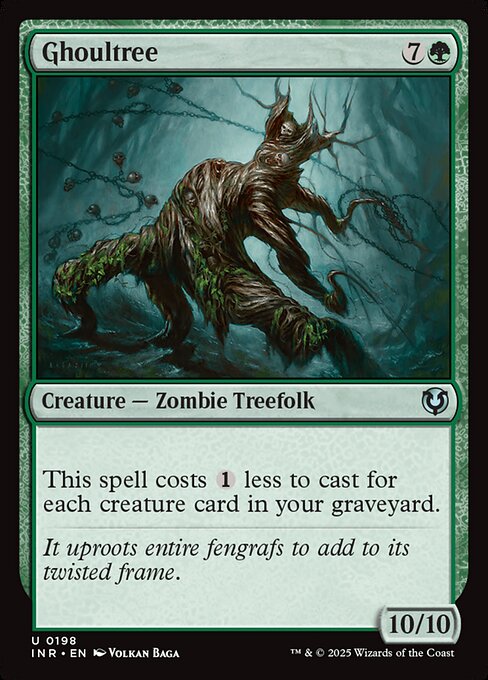 Ghoultree 7
Creature — Zombie Treefolk
This spell costs 1 less to cast for
each creature card in your graveyard.
It uproots entire fengrafs to add to its
twisted frame.
10/10
U 0198
INR • EN Volkan Baga
™ & © 2025 Wizards of the Coast